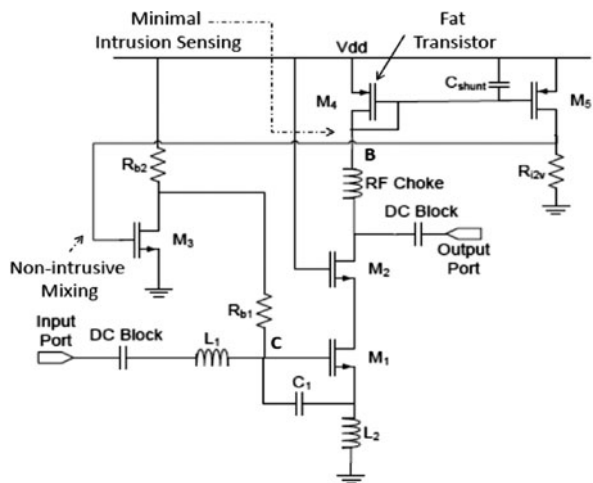 Minimal
Intrusion Sensing
Fat
Transistor
Vdd
M4
Cshunt
M5
B
Rb2
RF Choke
Ri2v
DC Block
M3
Output
Port
Non-intrusive
Mixing
M2
Rb1
Input
Port
DC Block
L1
C
M1
C1
L2